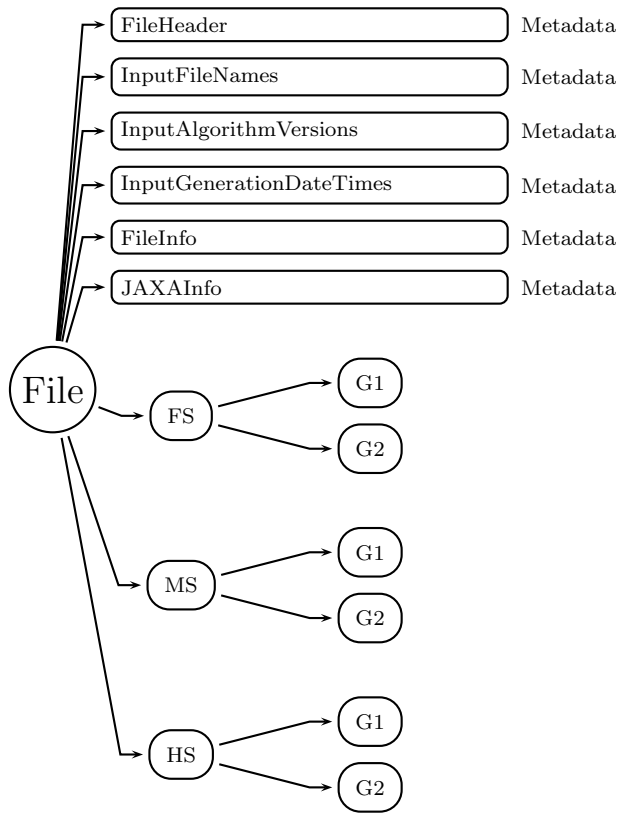 FileHeader Metadata
InputFileNames Metadata
InputAlgorithmVersions Metadata
InputGenerationDateTimes Metadata
FileInfo Metadata
JAXAInfo Metadata
File
FS
G1
G2
MS
G1
G2
HS
G1
G2